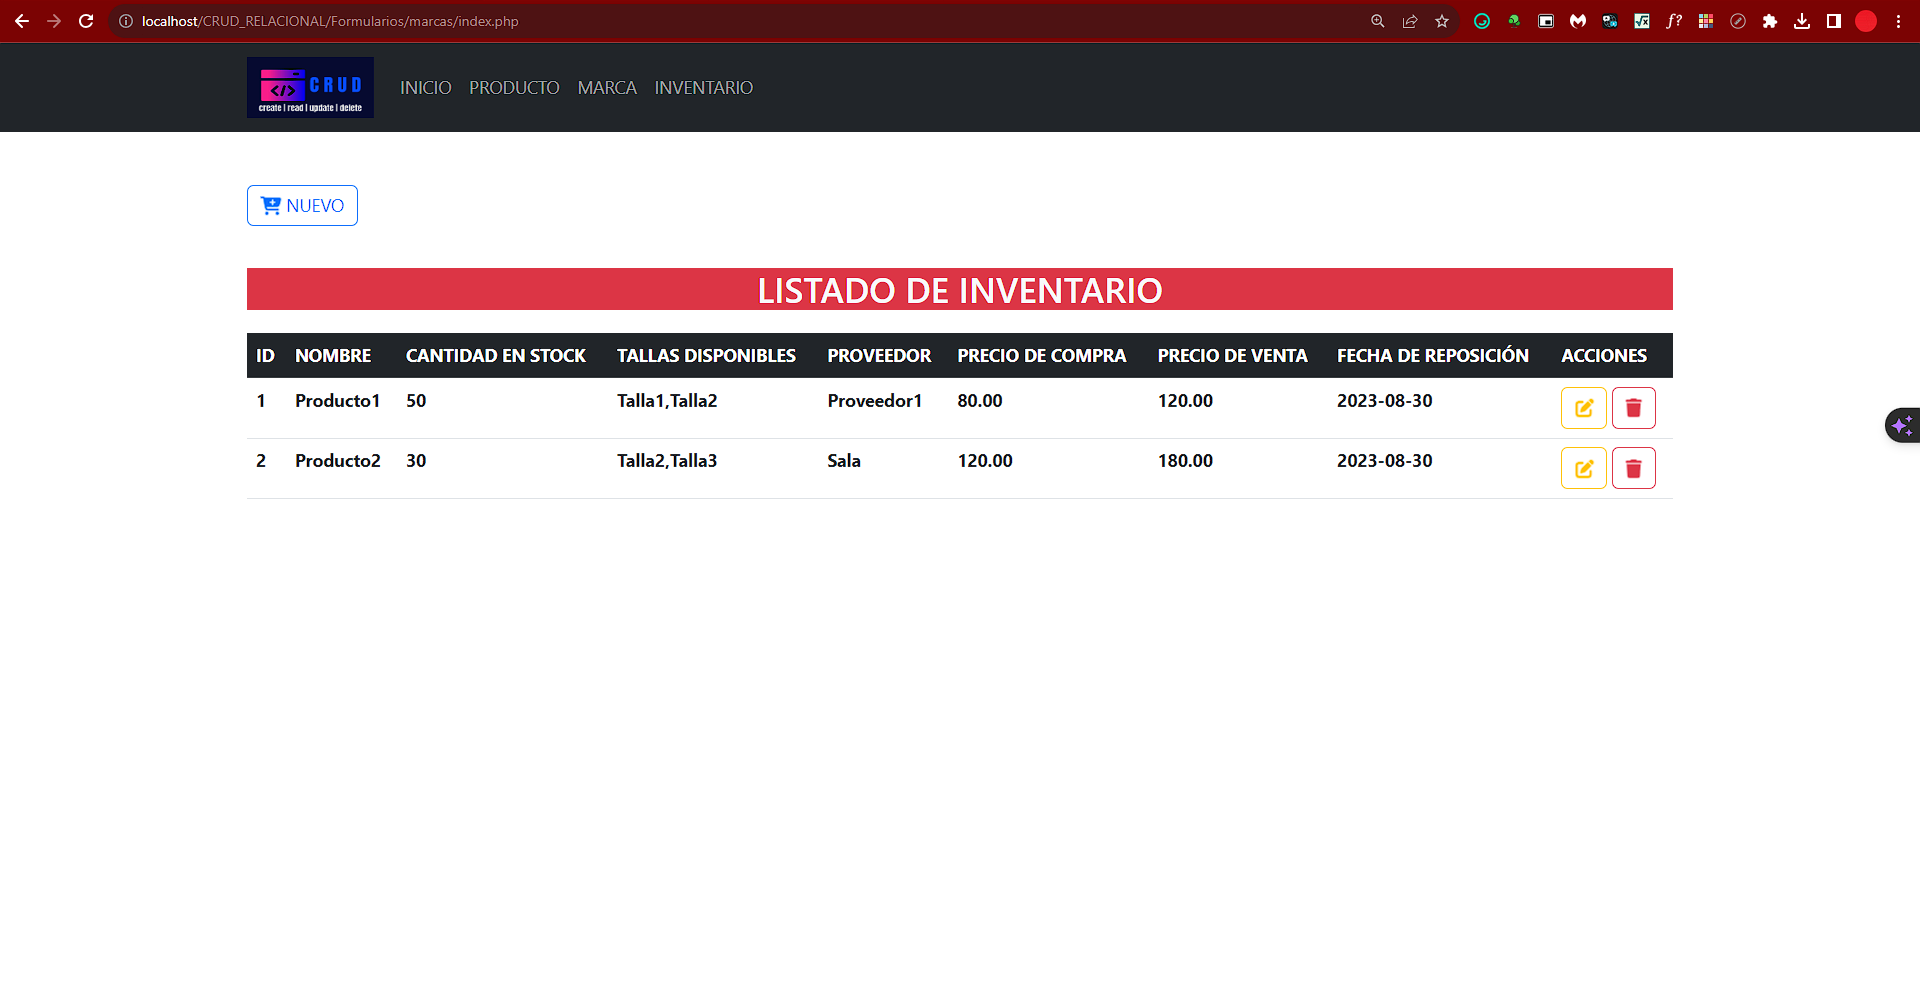 localhost/CRUD_RELACIONAL/Formularios/marcas/index.php
f?
</> CRUD
create | read | update | delete
INICIO PRODUCTO MARCA INVENTARIO
NUEVO
LISTADO DE INVENTARIO
ID NOMBRE CANTIDAD EN STOCK TALLAS DISPONIBLES PROVEEDOR PRECIO DE COMPRA PRECIO DE VENTA FECHA DE REPOSICIÓN ACCIONES
1 Producto1 50 Talla1,Talla2 Proveedor1 80.00 120.00 2023-08-30
2 Producto2 30 Talla2,Talla3 Sala 120.00 180.00 2023-08-30